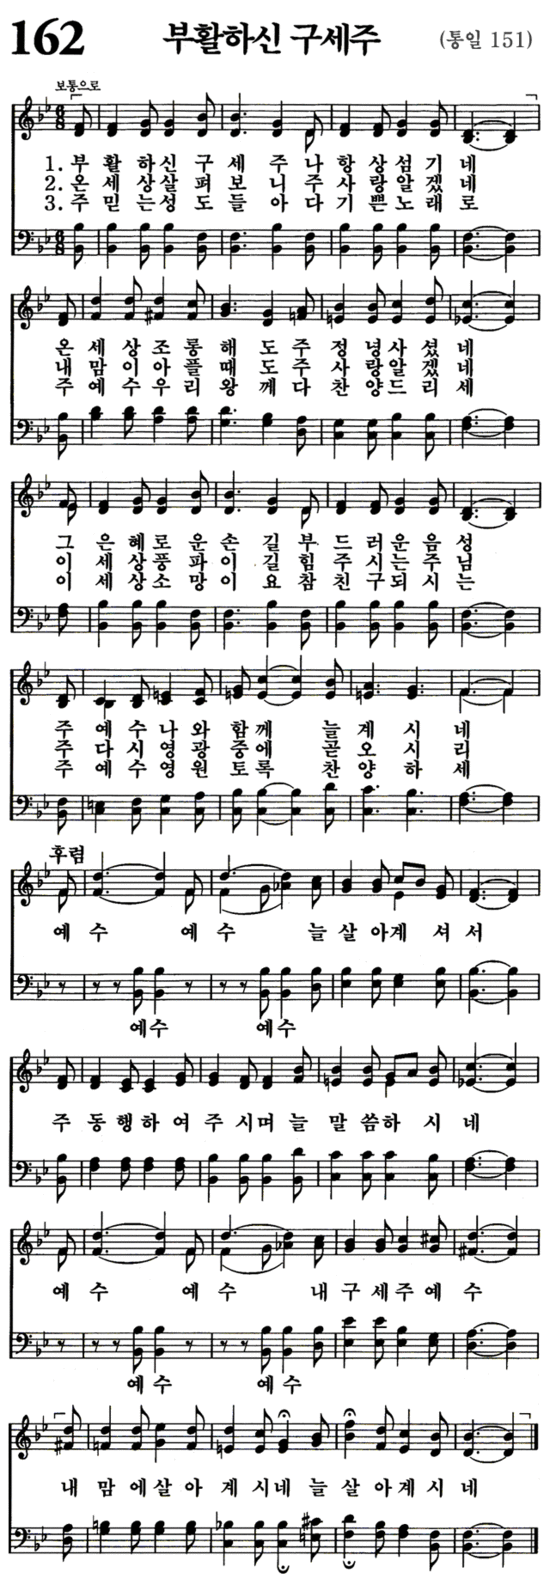 162 부활하신 구세주 (통일 151)
보통으로
1. 부 활 하신 구 세 주 나 항 상 섬 기 네
2. 온 세 상살 펴 보 니 주 사 랑 알 겠 네
3. 주 믿 는성 도 들 아 다 기 쁜 노 래 로
온 세 상 조 롱 해 도 주 정 녕 사 셨 네
내 맘 이 아 플 때 도 주 사 랑 알 겠 네
주 예 수 우 리 왕 께 다 찬 양 드 리 세
그 은 혜 로 운 손 길 부 드 러 운 음 성
이 세 상 풍 파 이 길 힘 주 시 는 주 님
이 세 상 소 망 이 요 참 친 구 되 시 는
주 예 수 나 와 함 께 늘 계 시 네
주 다 시 영 광 중 에 곧 오 시 리
주 예 수 영 원 토 록 찬 양 하 세
후렴
예 수 예 수 늘 살 아계 셔 서
예수 예수
주 동 행 하 여 주 시며 늘 말 씀하 시 네
예 수 예 수 내 구 세주 예 수
예수 예수
내 맘 에살 아 계 시네 늘 살 아계 시 네